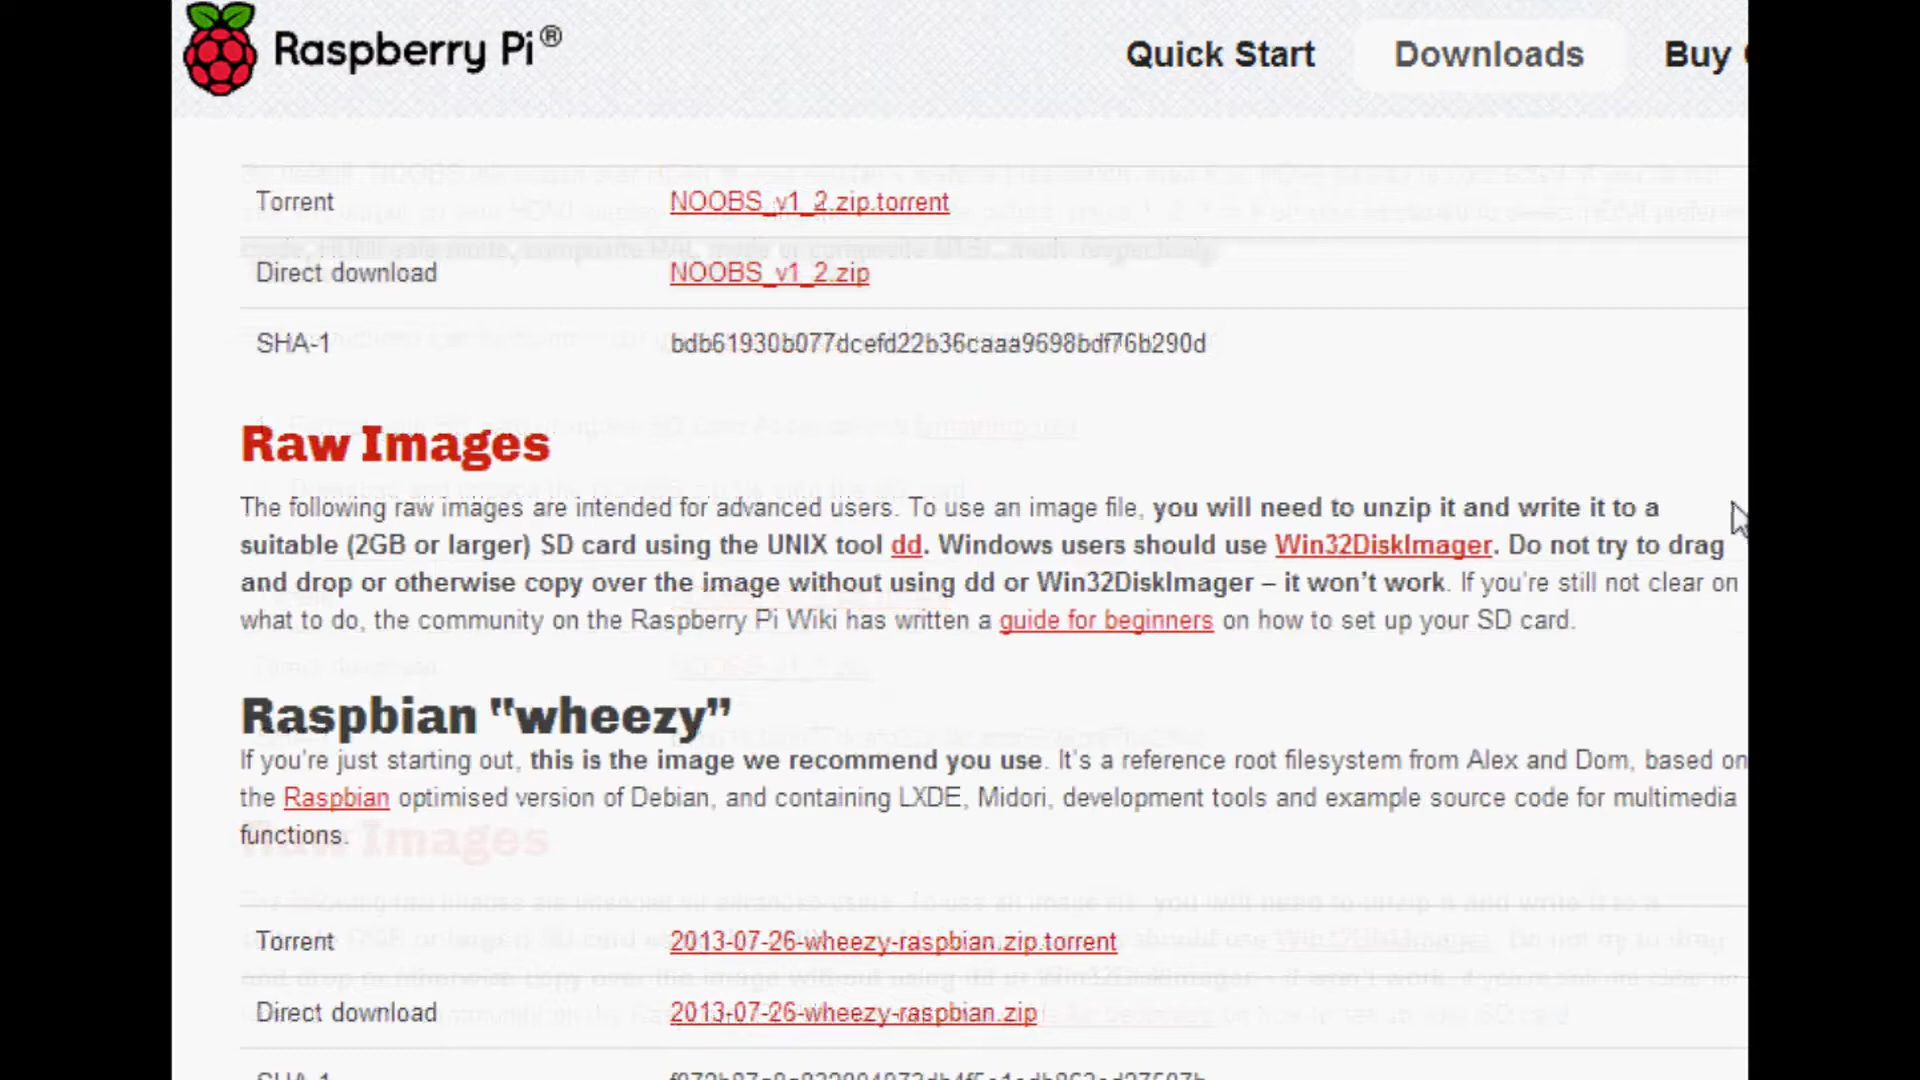 Raspberry Pi®
Quick Start Downloads Buy
Torrent NOOBS_v1_2.zip.torrent
Direct download NOOBS_v1_2.zip
SHA-1 bdb61930b077dcefd22b36caaa9698bdf76b290d
Raw Images
The following raw images are intended for advanced users. To use an image file, you will need to unzip it and write it to a
suitable (2GB or larger) SD card using the UNIX tool dd. Windows users should use Win32DiskImager. Do not try to drag
and drop or otherwise copy over the image without using dd or Win32DiskImager – it won’t work. If you’re still not clear on
what to do, the community on the Raspberry Pi Wiki has written a guide for beginners on how to set up your SD card.
Raspbian "wheezy”
If you’re just starting out, this is the image we recommend you use. It’s a reference root filesystem from Alex and Dom, based on
the Raspbian optimised version of Debian, and containing LXDE, Midori, development tools and example source code for multimedia
functions.
Torrent 2013-07-26-wheezy-raspbian.zip.torrent
Direct download 2013-07-26-wheezy-raspbian.zip
SHA-1